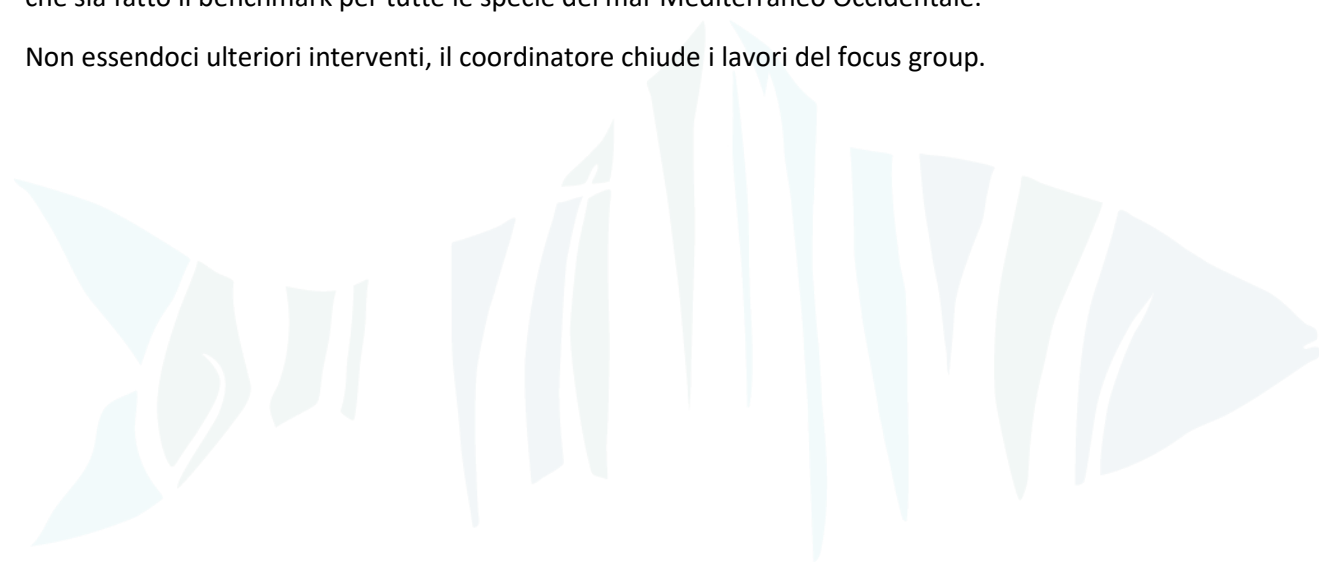 che sia fatto il benchmark per tutte le specie del mar Mediterraneo Occidentale.
Non essendoci ulteriori interventi, il coordinatore chiude i lavori del focus group.